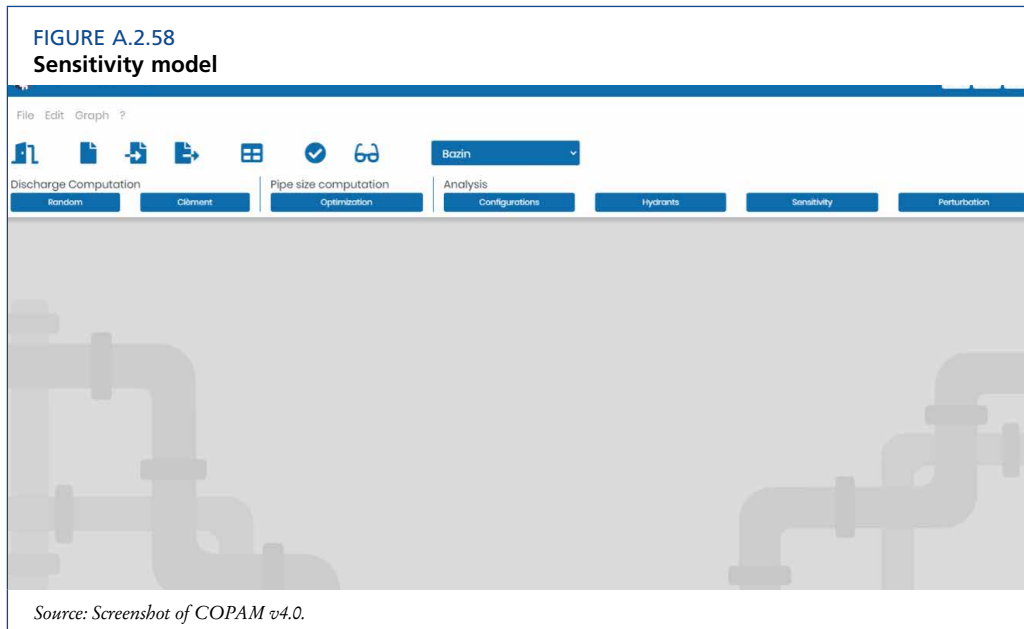 FIGURE A.2.58
Sensitivity model
File Edit Graph ?
Bazin
Discharge Computation Pipe size computation Analysis
Random Clèment Optimization Configurations Hydrants Sensitivity Perturbation
Source: Screenshot of COPAM v4.0.